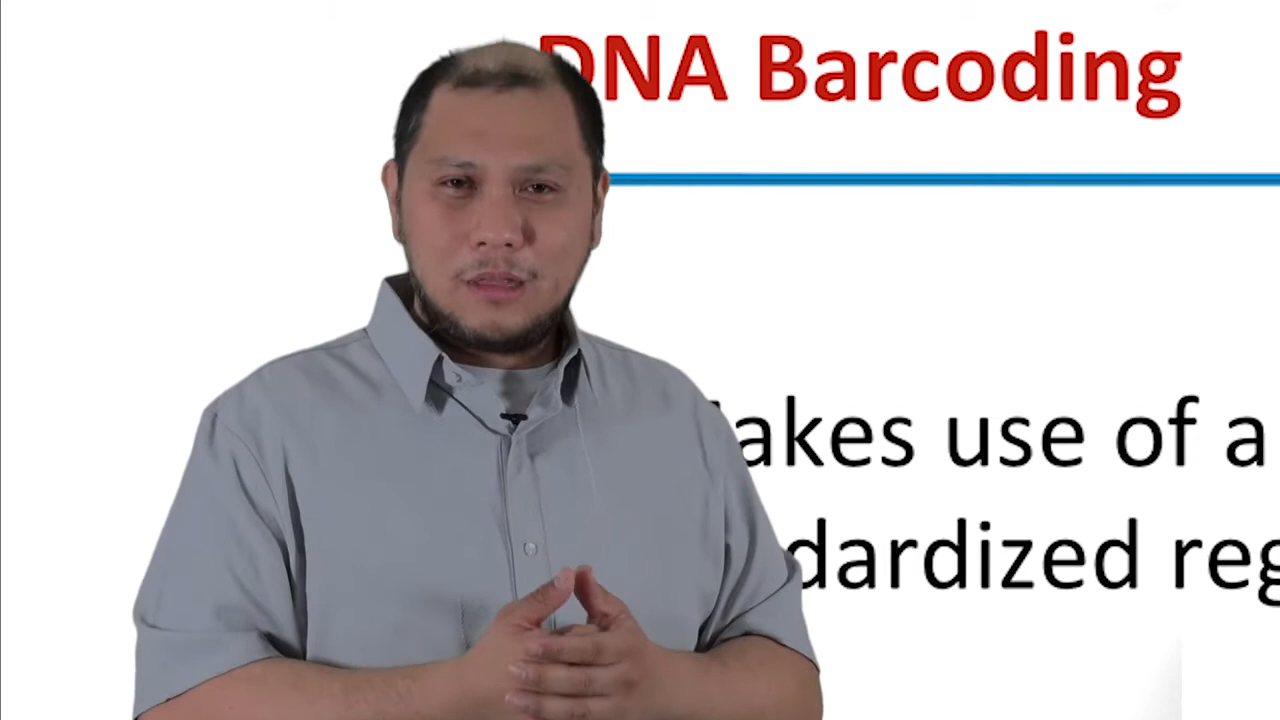 DNA Barcoding
akes use of a
dardized reg